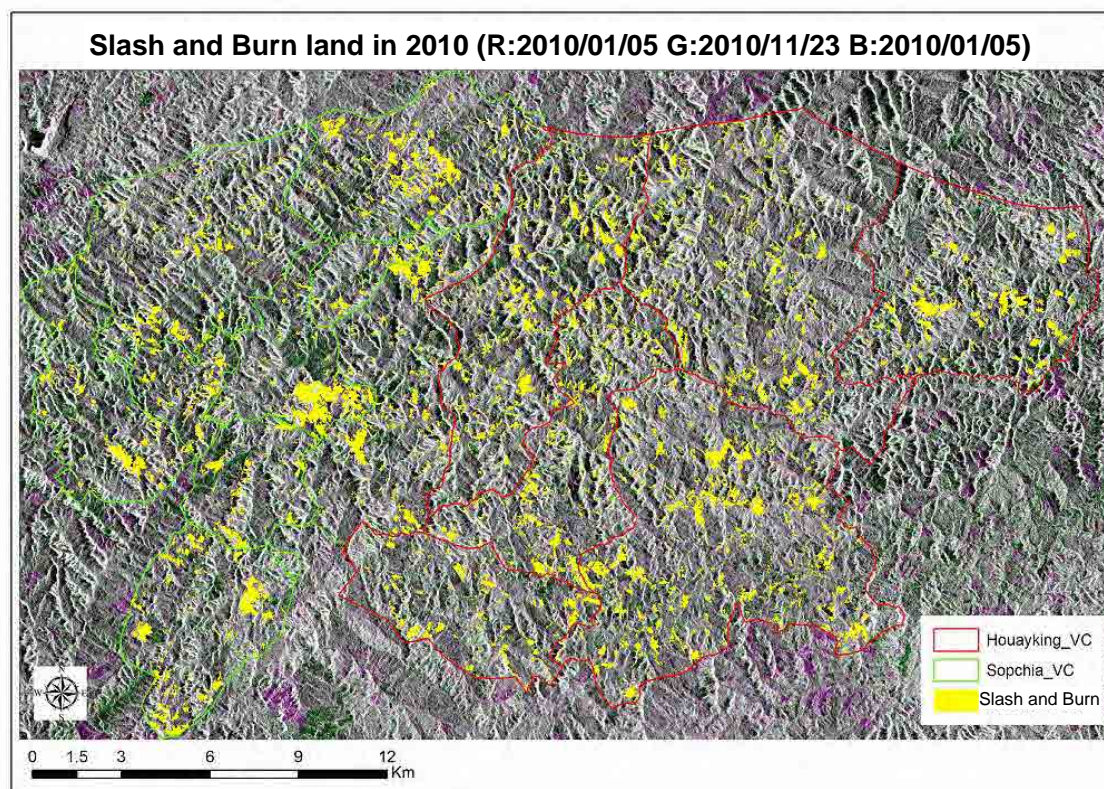 Slash and Burn land in 2010 (R:2010/01/05 G:2010/11/23 B:2010/01/05)
Houayking_VC
Sopchia_VC
Slash and Burn
N
W E
S
0 1.5 3 6 9 12
Km